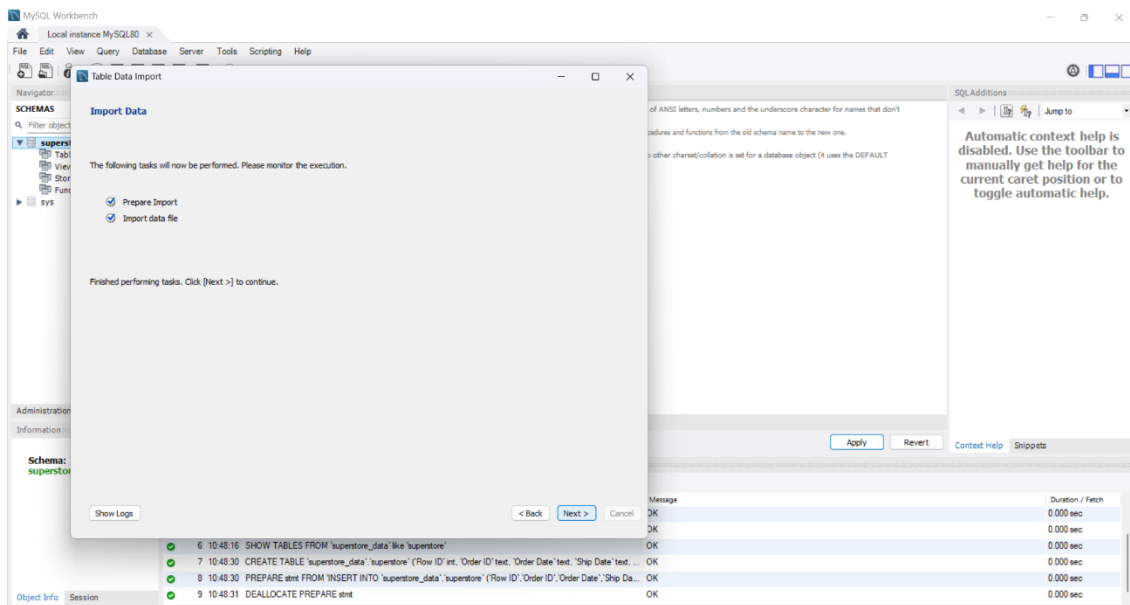 MySQL Workbench
Local instance MySQL80 ×
File Edit View Query Database Server Tools Scripting Help
Table Data Import
Navigator
SQLAdditions
SCHEMAS
Import Data
of ANSI letters, numbers and the underscore character for names that don't
Jump to
Filter object
supers
cedures and functions from the old schema name to the new one.
Automatic context help is
disabled. Use the toolbar to
manually get help for the
current caret position or to
toggle automatic help.
Tabl
View
Stor
Func
sys
The following tasks will now be performed. Please monitor the execution.
other charset/collation is set for a database object (it uses the DEFAULT
Prepare Import
Import data file
Finished performing tasks. Click [Next >] to continue.
Administration
Information
Apply Revert
Context Help Snippets
Schema:
superstor
Show Logs
< Back Next > Cancel
Message Duration / Fetch
OK 0.000 sec
OK 0.000 sec
6 10:48:16 SHOW TABLES FROM `superstore_data` like 'superstore' OK 0.000 sec
7 10:48:30 CREATE TABLE `superstore_data`.`superstore` (`Row ID` int, `Order ID` text, `Order Date` text, `Ship Date` text, ... OK 0.000 sec
8 10:48:30 PREPARE stmt FROM 'INSERT INTO `superstore_data`.`superstore` (`Row ID`,`Order ID`,`Order Date`,`Ship Da... OK 0.000 sec
9 10:48:31 DEALLOCATE PREPARE stmt OK 0.000 sec
Object Info Session